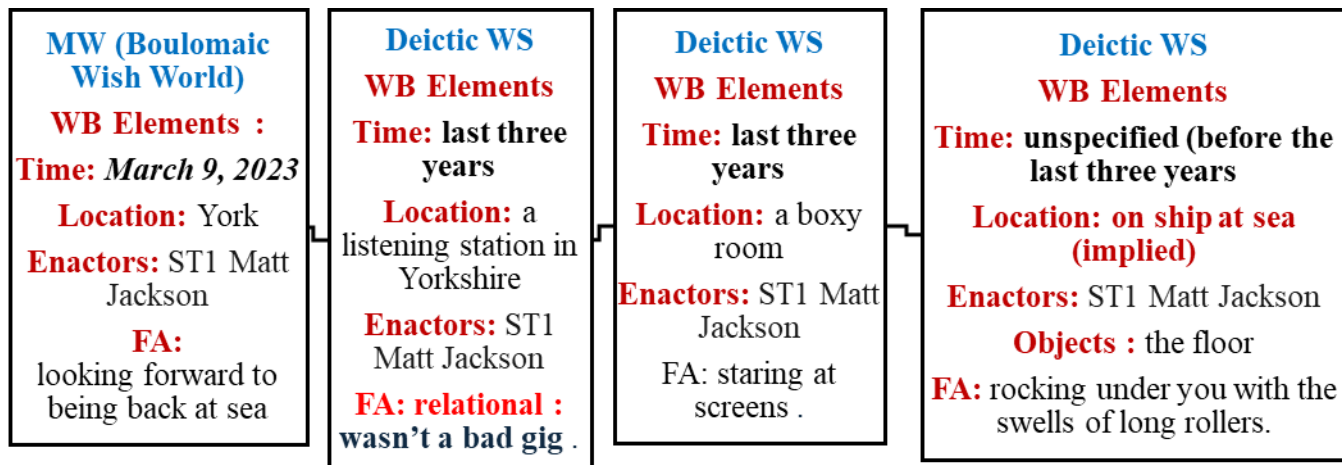 MW (Boulomaic
Wish World)
WB Elements :
Time: March 9, 2023
Location: York
Enactors: ST1 Matt
Jackson
FA:
looking forward to
being back at sea
Deictic WS
WB Elements
Time: last three
years
Location: a
listening station in
Yorkshire
Enactors: ST1
Matt Jackson
FA: relational :
wasn’t a bad gig .
Deictic WS
WB Elements
Time: last three
years
Location: a boxy
room
Enactors: ST1 Matt
Jackson
FA: staring at
screens .
Deictic WS
WB Elements
Time: unspecified (before the
last three years
Location: on ship at sea
(implied)
Enactors: ST1 Matt Jackson
Objects : the floor
FA: rocking under you with the
swells of long rollers.